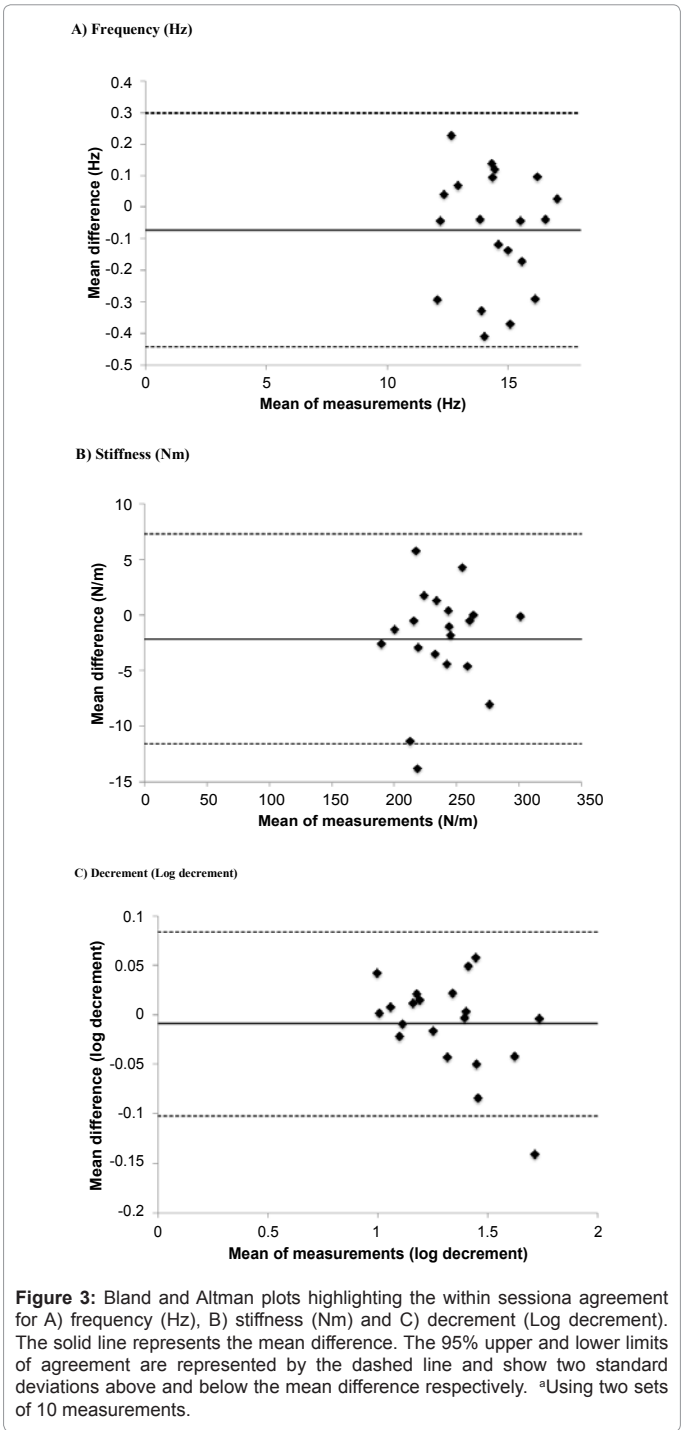 A) Frequency (Hz)
0.4
0.3
0.2
0.1
0
-0.1
-0.2
-0.3
-0.4
-0.5
Mean difference (Hz)
0 5 10 15
Mean of measurements (Hz)
B) Stiffness (Nm)
10
5
0
-5
-10
-15
Mean difference (N/m)
0 50 100 150 200 250 300 350
Mean of measurements (N/m)
C) Decrement (Log decrement)
0.1
0.05
0
-0.05
-0.1
-0.15
-0.2
Mean difference (log decrement)
0 0.5 1 1.5 2
Mean of measurements (log decrement)
Figure 3: Bland and Altman plots highlighting the within sessiona agreement
for A) frequency (Hz), B) stiffness (Nm) and C) decrement (Log decrement).
The solid line represents the mean difference. The 95% upper and lower limits
of agreement are represented by the dashed line and show two standard
deviations above and below the mean difference respectively. ᵃUsing two sets
of 10 measurements.